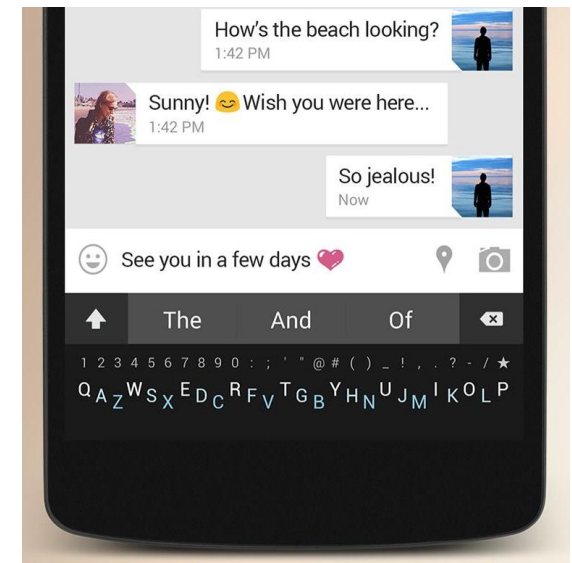 How's the beach looking?
1:42 PM
Sunny! 😊 Wish you were here...
1:42 PM
So jealous!
Now
See you in a few days 💖
The And Of
1 2 3 4 5 6 7 8 9 0 : ; ' " @ # ( ) _ ! , . ? - / ★
Q A Z W S X E D C R F V T G B Y H N U J M I K O L P